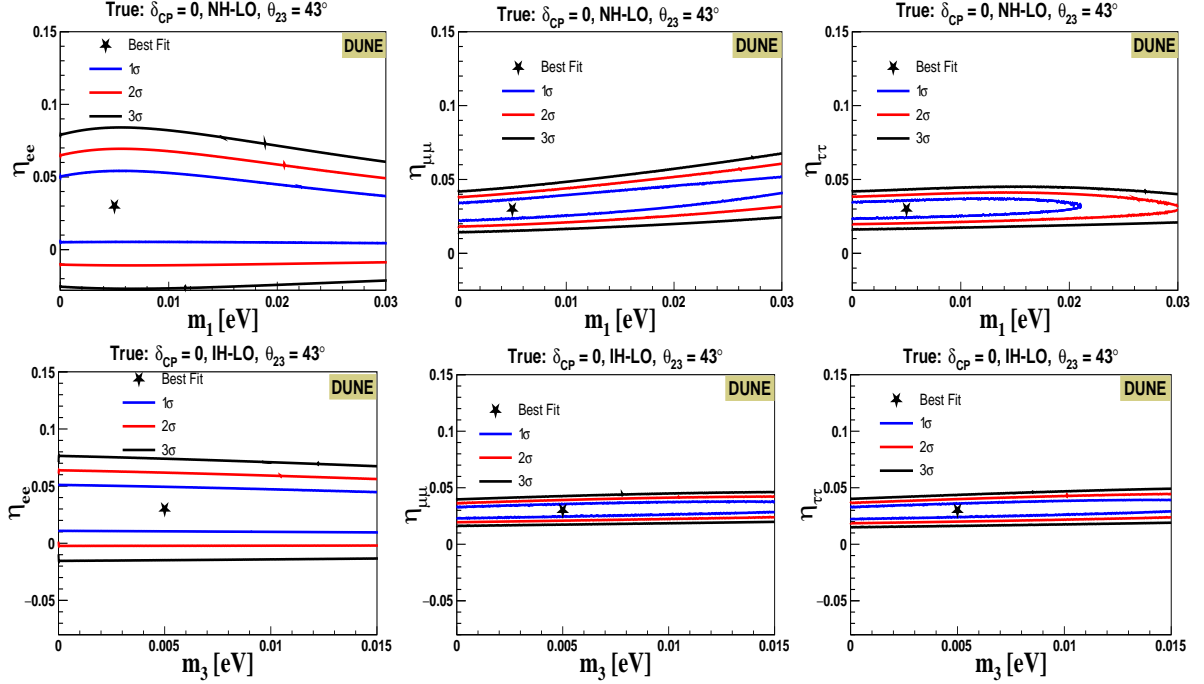 True: δCP = 0, NH-LO, θ23 = 43°
0.15
0.1
0.05
0
ηee
Best Fit
1σ
2σ
3σ
DUNE
0
0.01
0.02
0.03
m1 [eV]
True: δCP = 0, NH-LO, θ23 = 43°
0.15
0.1
0.05
0
ημμ
Best Fit
1σ
2σ
3σ
DUNE
0
0.01
0.02
0.03
m1 [eV]
True: δCP = 0, NH-LO, θ23 = 43°
0.15
0.1
0.05
0
ηττ
Best Fit
1σ
2σ
3σ
DUNE
0
0.01
0.02
0.03
m1 [eV]
True: δCP = 0, IH-LO, θ23 = 43°
0.15
0.1
0.05
0
−0.05
ηee
Best Fit
1σ
2σ
3σ
DUNE
0
0.005
0.01
0.015
m3 [eV]
True: δCP = 0, IH-LO, θ23 = 43°
0.15
0.1
0.05
0
−0.05
ημμ
Best Fit
1σ
2σ
3σ
DUNE
0
0.005
0.01
0.015
m3 [eV]
True: δCP = 0, IH-LO, θ23 = 43°
0.15
0.1
0.05
0
−0.05
ηττ
Best Fit
1σ
2σ
3σ
DUNE
0
0.005
0.01
0.015
m3 [eV]